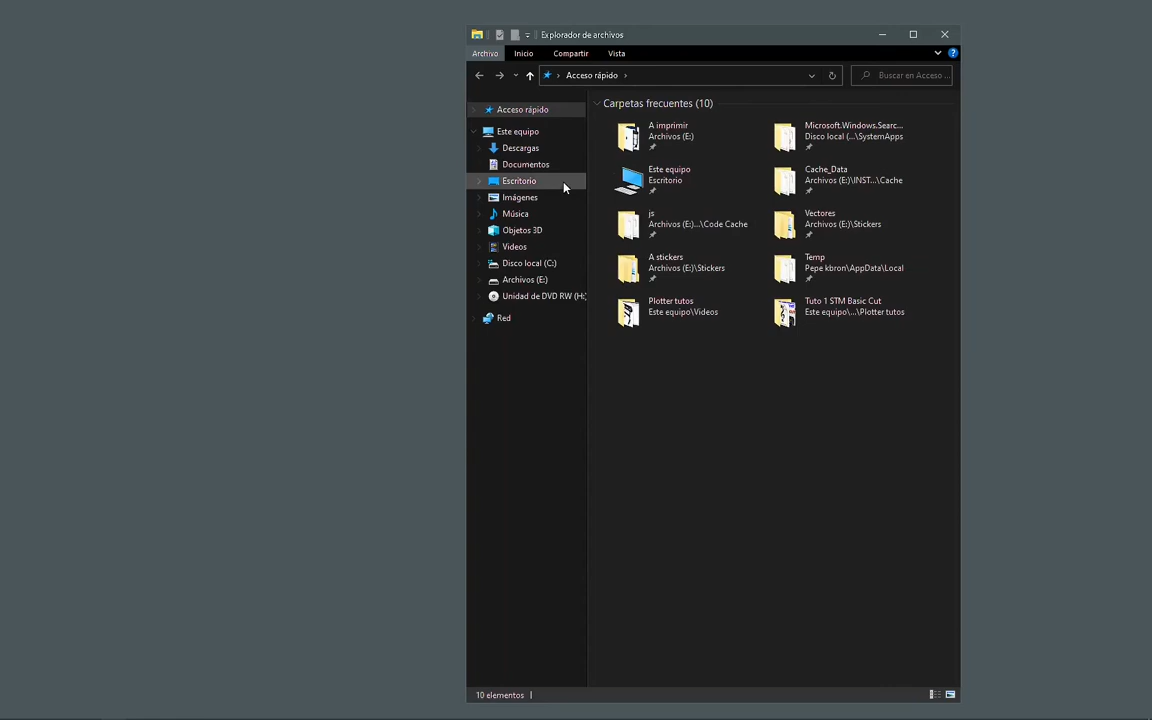 Explorador de archivos
Archivo Inicio Compartir Vista
Acceso rápido Buscar en Acceso ...
Acceso rápido
Este equipo
Descargas
Documentos
Escritorio
Imágenes
Música
Objetos 3D
Videos
Disco local (C:)
Archivos (E:)
Unidad de DVD RW (H:)
Red
Carpetas frecuentes (10)
A imprimir
Archivos (E:)
Microsoft.Windows.Searc...
Disco local (...\SystemApps
Este equipo
Escritorio
Cache_Data
Archivos (E:)\INST...\Cache
js
Archivos (E:)...\Code Cache
Vectores
Archivos (E:)\Stickers
A stickers
Archivos (E:)\Stickers
Temp
Pepe kbron\AppData\Local
Plotter tutos
Este equipo\Videos
Tuto 1 STM Basic Cut
Este equipo\...\Plotter tutos
10 elementos